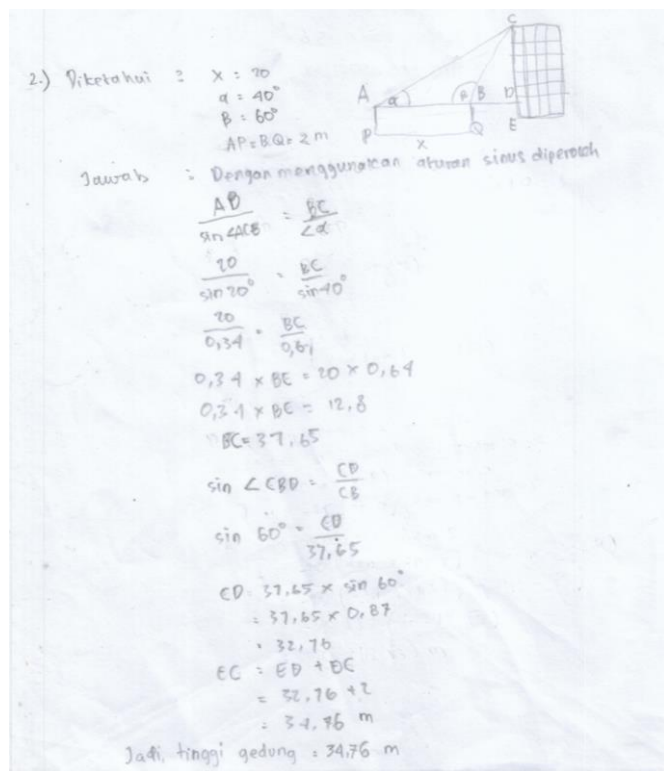 2.) Diketahui : x : 20
α = 40°
β = 60°
AP = BQ = 2 m
C
A α β B D
P x Q E
Jawab : Dengan menggunakan aturan sinus diperoleh
AB / sin ∠ACB = BC / ∠α
20 / sin 20° = BC / sin 40°
20 / 0,34 = BC / 0,64
0,34 x BC = 20 x 0,64
0,34 x BC = 12,8
BC = 37,65
sin ∠CBD = CD / CB
sin 60° = CD / 37,65
CD = 37,65 x sin 60°
= 37,65 x 0,87
= 32,76
EC = ED + DC
= 32,76 + 2
= 34,76 m
Jadi, tinggi gedung = 34,76 m